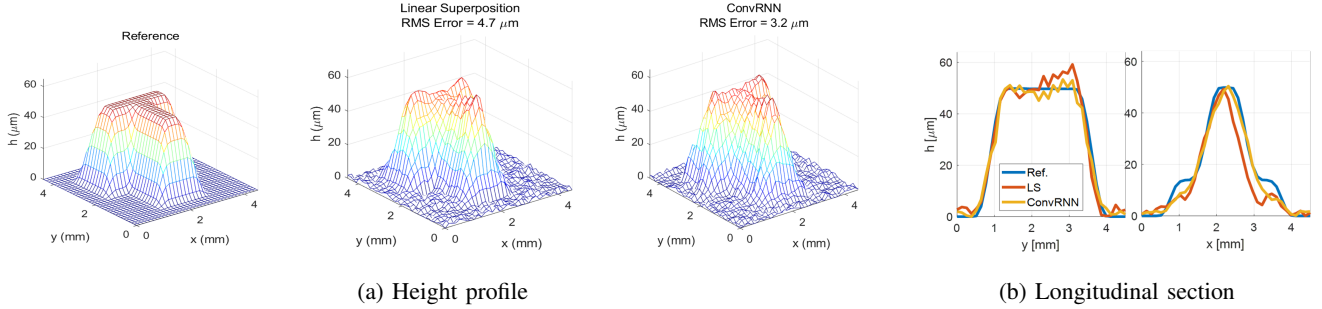 Reference
60
40
20
0
h (μm)
4
2
0
y (mm)
0
2
4
x (mm)
Linear Superposition
RMS Error = 4.7 μm
60
40
20
0
h (μm)
4
2
0
y (mm)
0
2
4
x (mm)
ConvRNN
RMS Error = 3.2 μm
60
40
20
0
h (μm)
4
2
0
y (mm)
0
2
4
x (mm)
(a) Height profile
60
40
20
0
h [μm]
Ref.
LS
ConvRNN
0 1 2 3 4
y [mm]
60
40
20
0
0 1 2 3 4
x [mm]
(b) Longitudinal section